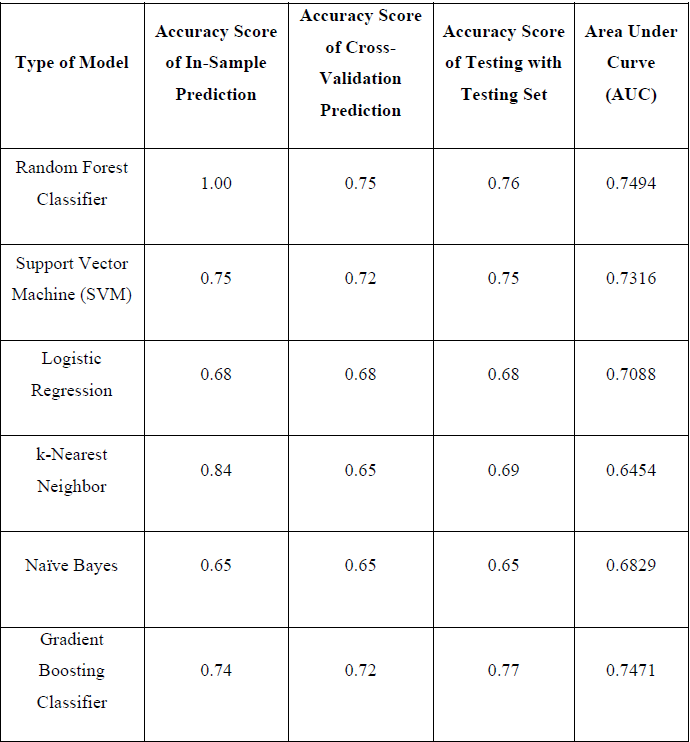 Type of Model
Accuracy Score
of In-Sample
Prediction
Accuracy Score
of Cross-
Validation
Prediction
Accuracy Score
of Testing with
Testing Set
Area Under
Curve
(AUC)
Random Forest
Classifier
1.00
0.75
0.76
0.7494
Support Vector
Machine (SVM)
0.75
0.72
0.75
0.7316
Logistic
Regression
0.68
0.68
0.68
0.7088
k-Nearest
Neighbor
0.84
0.65
0.69
0.6454
Naïve Bayes
0.65
0.65
0.65
0.6829
Gradient
Boosting
Classifier
0.74
0.72
0.77
0.7471